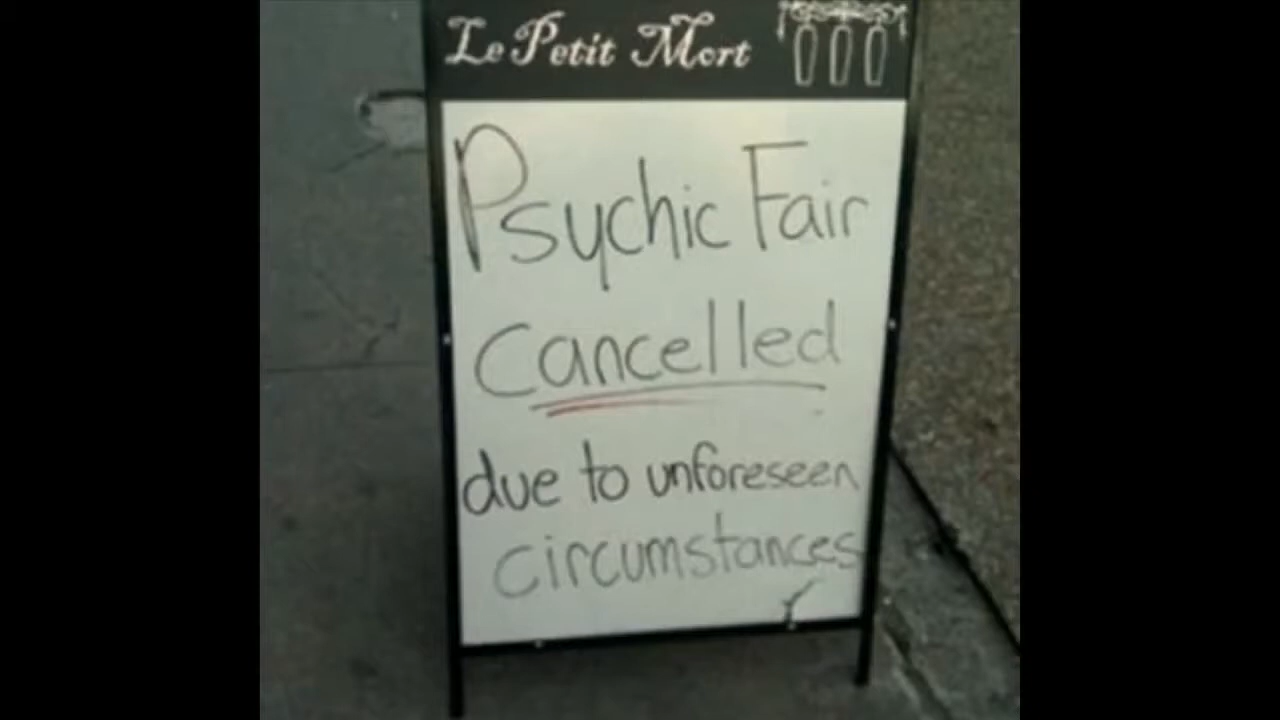 Le Petit Mort
Psychic Fair
Cancelled
due to unforeseen
circumstances